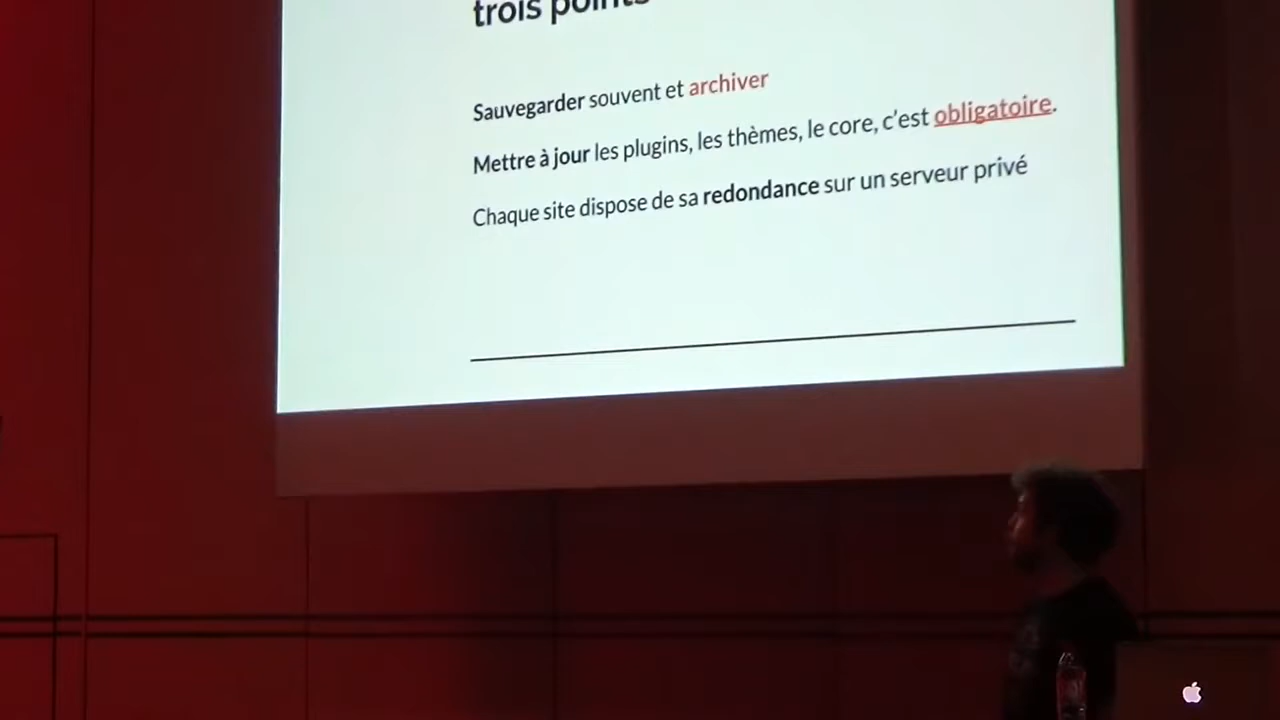 trois points
Sauvegarder souvent et archiver
Mettre à jour les plugins, les thèmes, le core, c’est obligatoire.
Chaque site dispose de sa redondance sur un serveur privé